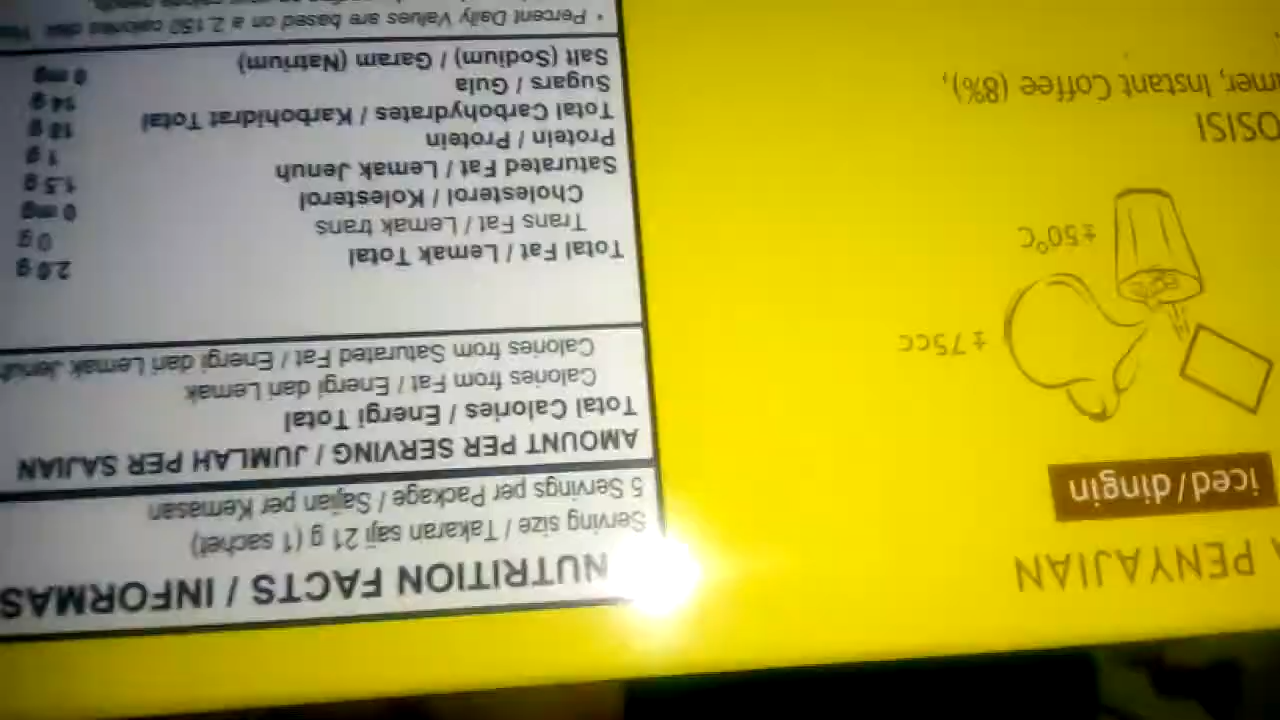 NUTRITION FACTS / INFORMAS
Serving size / Takaran saji 21 g (1 sachet)
5 Servings per Package / Sajian per Kemasan
AMOUNT PER SERVING / JUMLAH PER SAJIAN
Total Calories / Energi Total
Calories from Fat / Energi dari Lemak
Calories from Saturated Fat / Energi dari Lemak Jenuh
Total Fat / Lemak Total 2.0 g
Trans Fat / Lemak trans 0 g
Cholesterol / Kolesterol 0 mg
Saturated Fat / Lemak Jenuh 1.5 g
Protein / Protein 1 g
Total Carbohydrates / Karbohidrat Total 18 g
Sugars / Gula 14 g
Salt (Sodium) / Garam (Natrium) 0 mg
* Percent Daily Values are based on a 2.150 calories diet
PENYAJIAN
iced/dingin
±75cc
±50°C
OSISI
mer, Instant Coffee (8%),